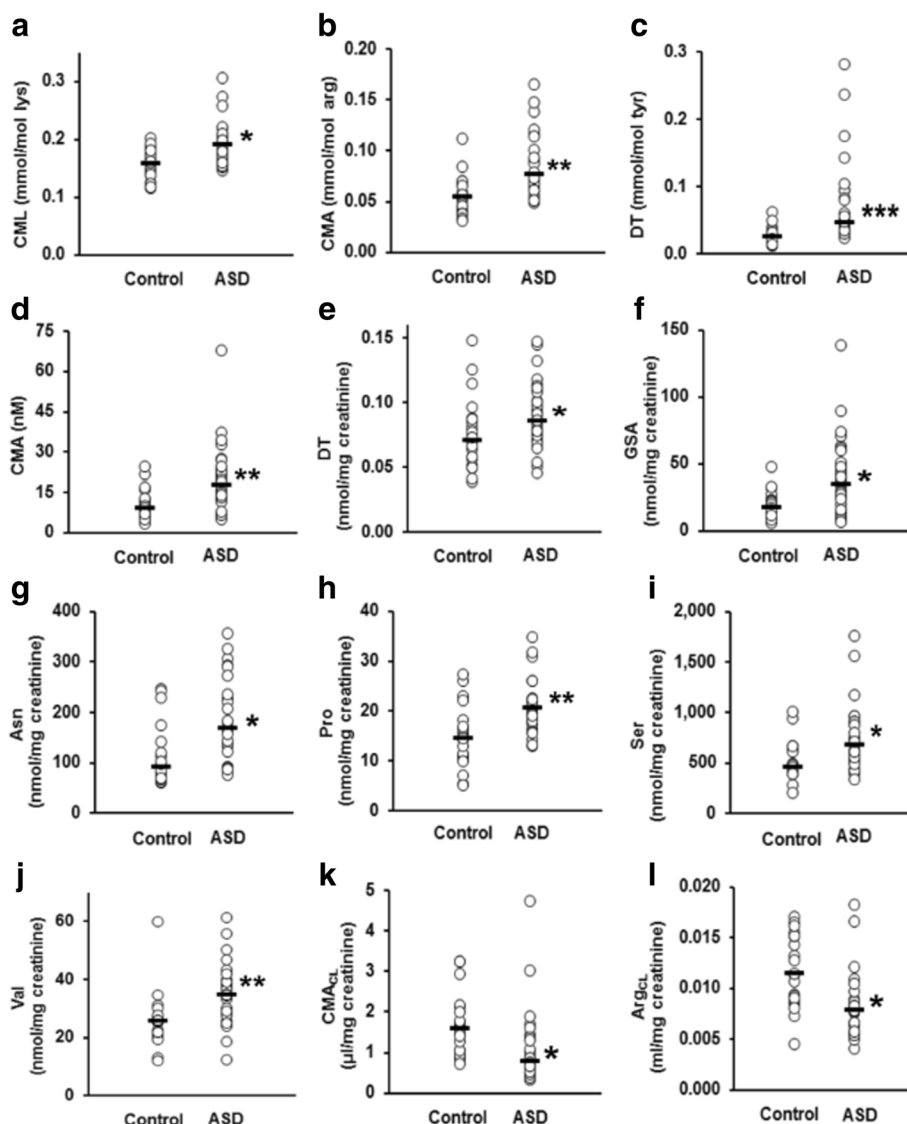 a
CML (mmol/mol lys)
0.3
0.2
0.1
0.0
*
Control ASD
b
CMA (mmol/mol arg)
0.20
0.15
0.10
0.05
0.00
**
Control ASD
c
DT (mmol/mol tyr)
0.3
0.2
0.1
0.0
***
Control ASD
d
CMA (nM)
75
60
45
30
15
0
**
Control ASD
e
DT
(nmol/mg creatinine)
0.15
0.10
0.05
0.00
*
Control ASD
f
GSA
(nmol/mg creatinine)
150
100
50
0
*
Control ASD
g
Asn
(nmol/mg creatinine)
400
300
200
100
0
*
Control ASD
h
Pro
(nmol/mg creatinine)
40
30
20
10
0
**
Control ASD
i
Ser
(nmol/mg creatinine)
2,000
1,500
1,000
500
0
*
Control ASD
j
Val
(nmol/mg creatinine)
60
40
20
0
**
Control ASD
k
CMACL
(µl/mg creatinine)
5
4
3
2
1
0
*
Control ASD
l
ArgCL
(ml/mg creatinine)
0.020
0.015
0.010
0.005
0.000
*
Control ASD